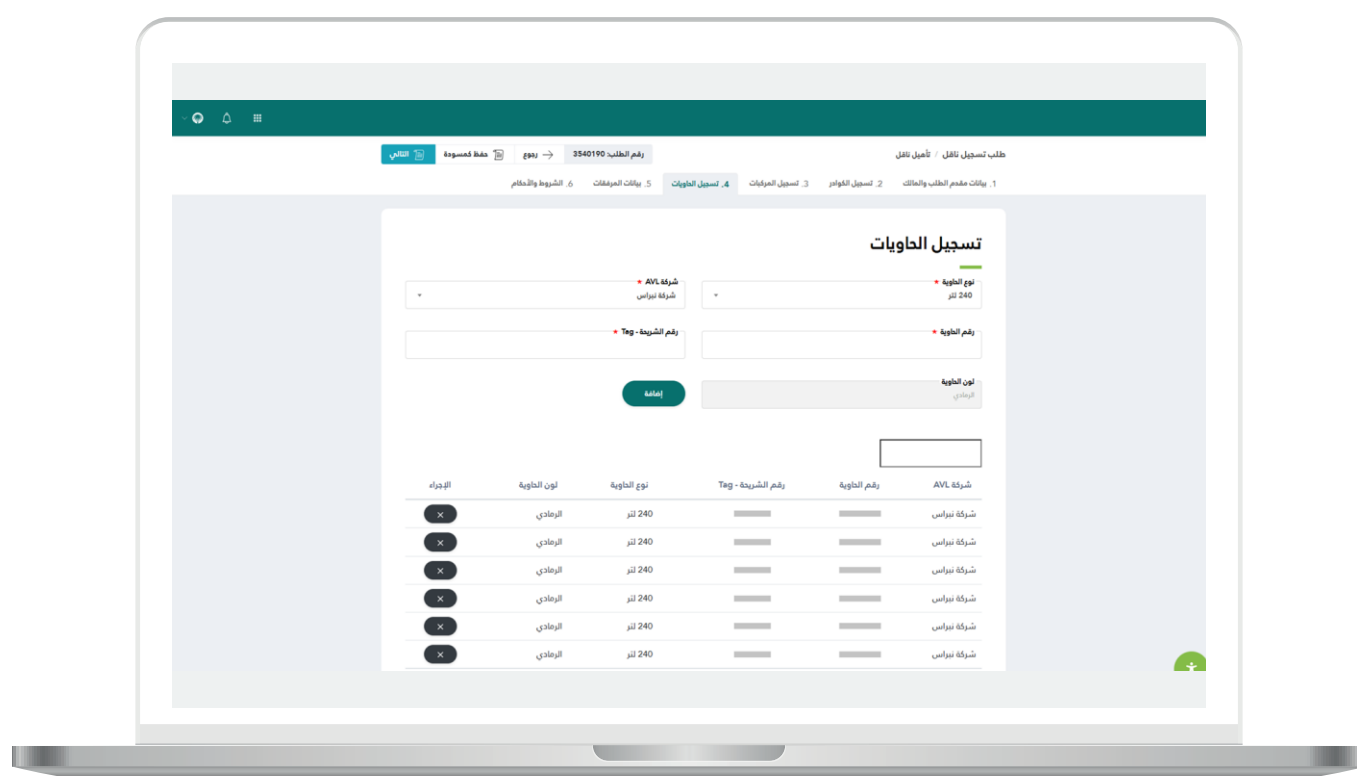 طلب تسجيل ناقل / تأهيل ناقل
رقم الطلب: 3540190
رجوع
حفظ كمسودة
التالي
1. بيانات مقدم الطلب والمالك
2. تسجيل الكوادر
3. تسجيل المركبات
4. تسجيل الحاويات
5. بيانات المرفقات
6. الشروط والأحكام
تسجيل الحاويات
نوع الحاوية *
240 لتر
شركة AVL *
شركة نبراس
رقم الحاوية *
رقم الشريحة - Tag *
لون الحاوية
الرمادي
إضافة
شركة AVL رقم الحاوية رقم الشريحة - Tag نوع الحاوية لون الحاوية الإجراء
شركة نبراس 240 لتر الرمادي
شركة نبراس 240 لتر الرمادي
شركة نبراس 240 لتر الرمادي
شركة نبراس 240 لتر الرمادي
شركة نبراس 240 لتر الرمادي
شركة نبراس 240 لتر الرمادي